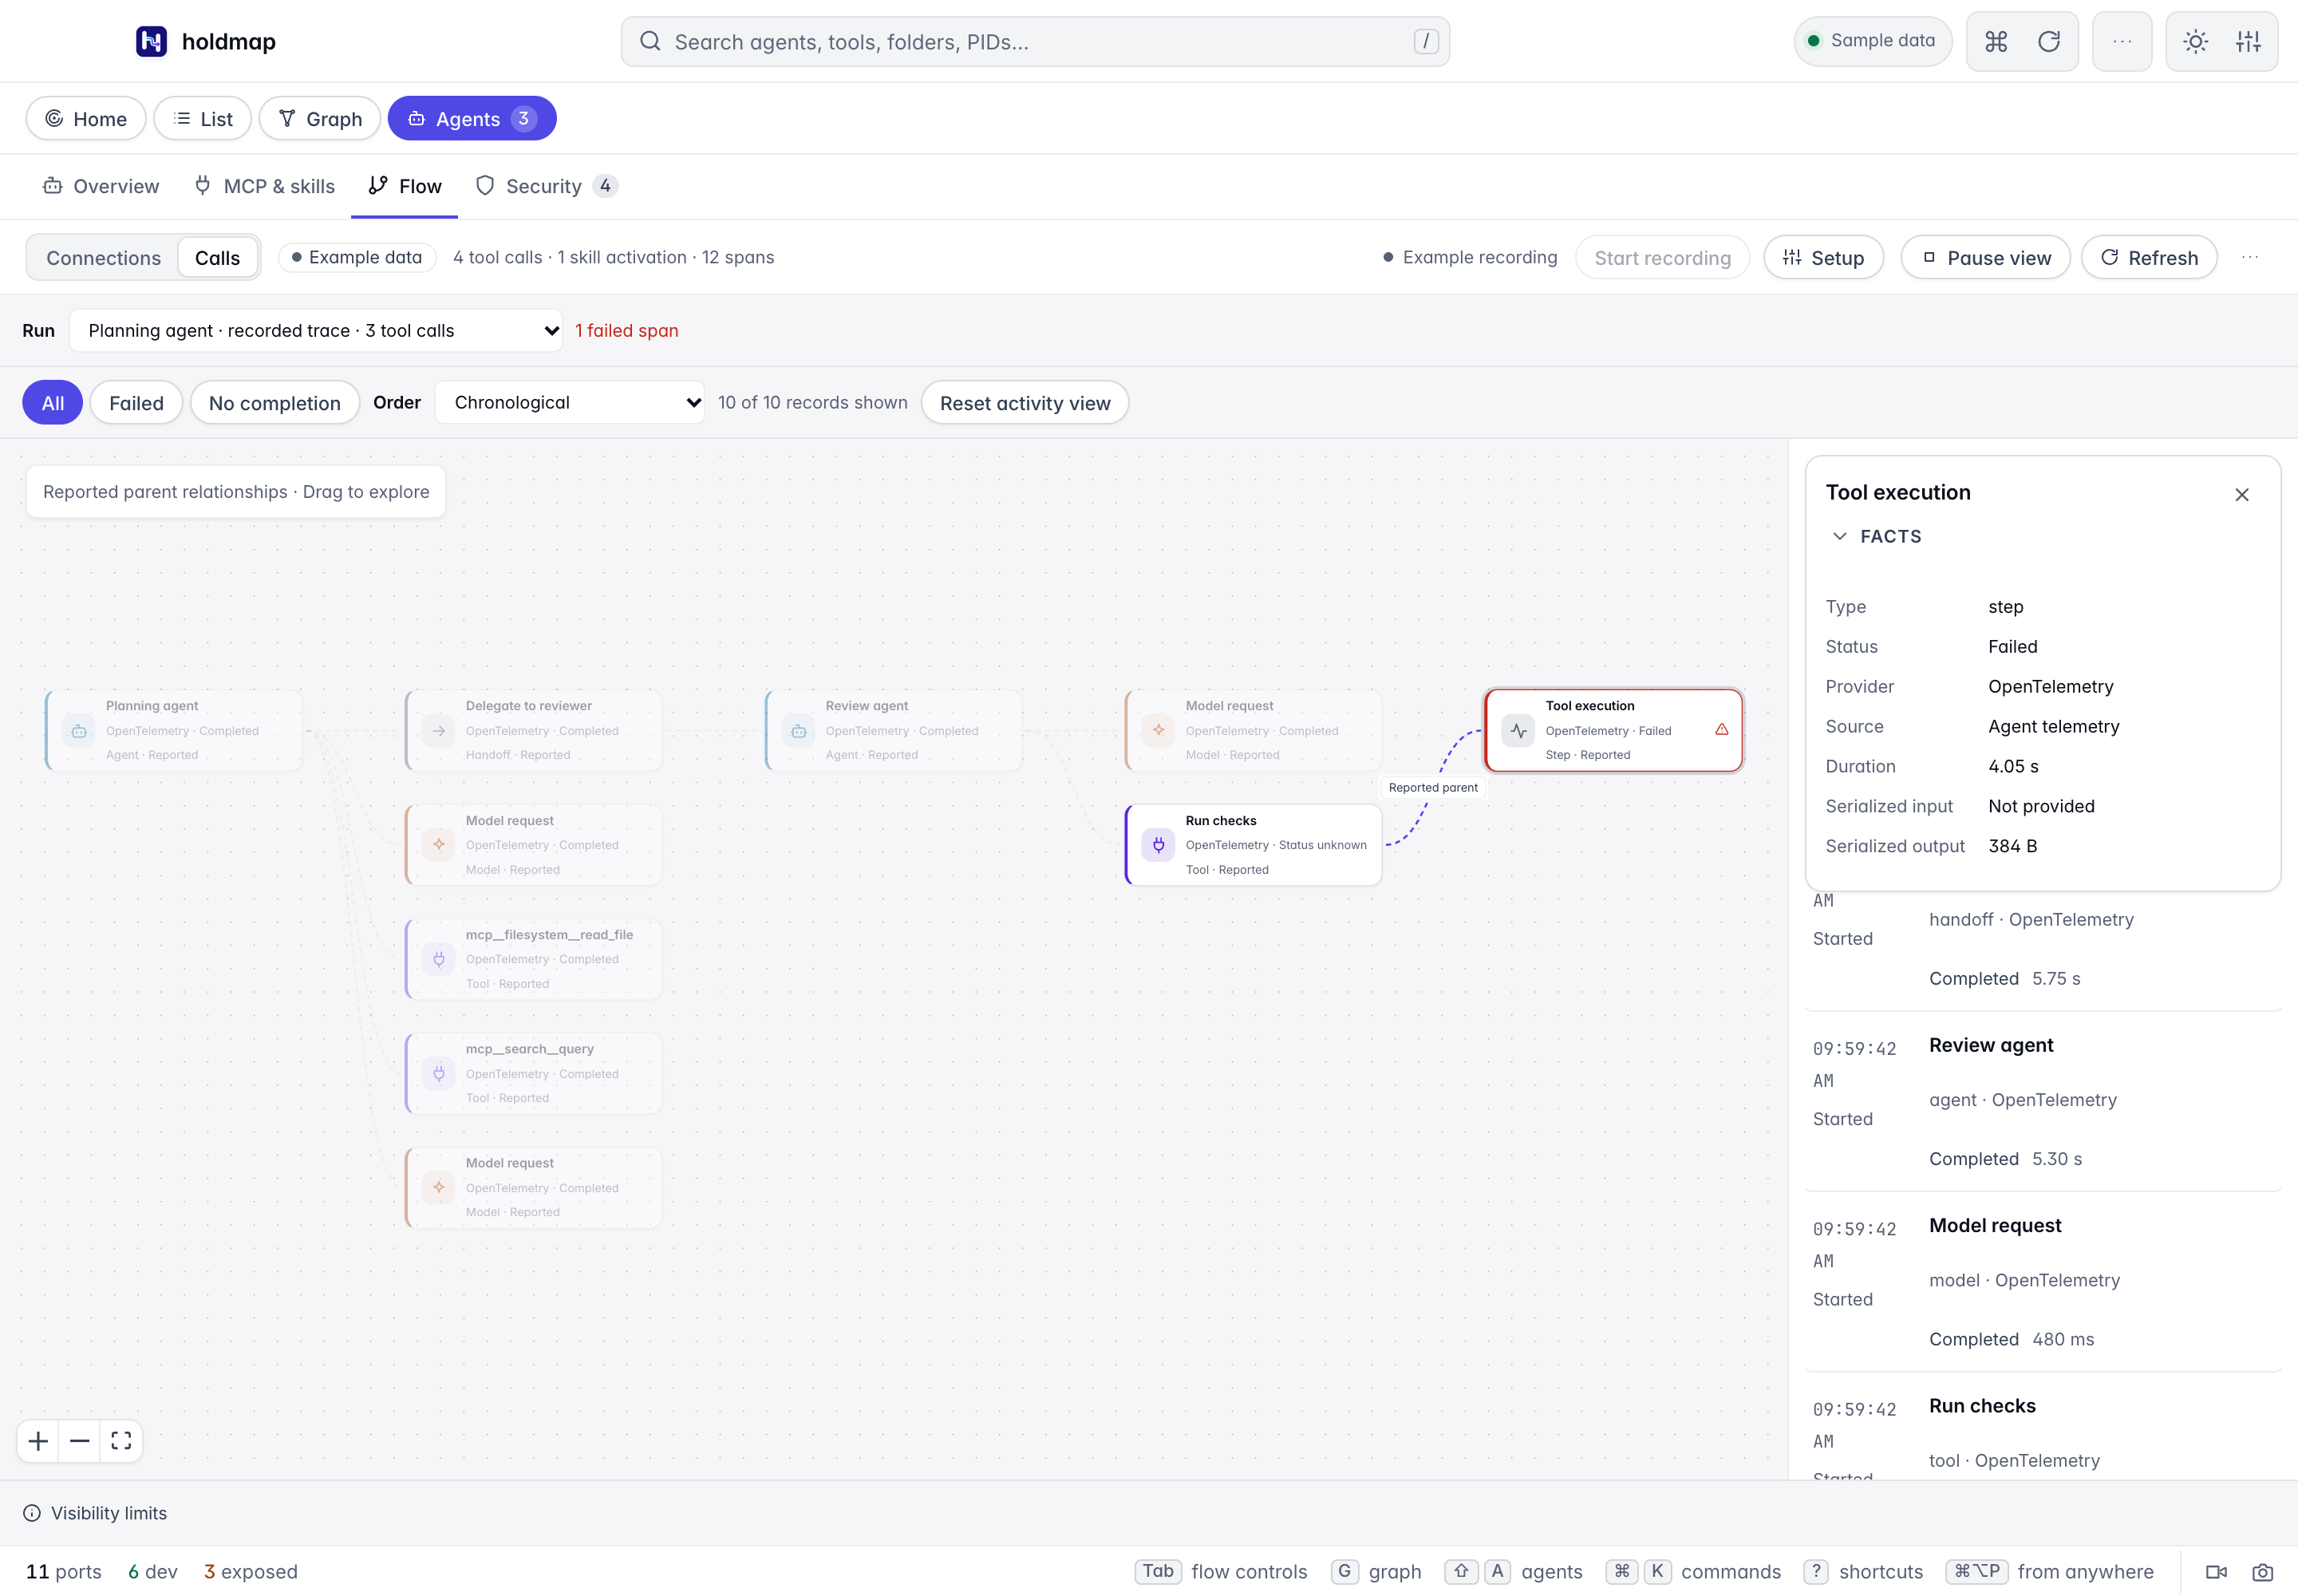 holdmap
Search agents, tools, folders, PIDs...
/
Sample data
Home
List
Graph
Agents 3
Overview
MCP & skills
Flow
Security 4
Connections
Calls
Example data
4 tool calls · 1 skill activation · 12 spans
Example recording
Start recording
Setup
Pause view
Refresh
Run
Planning agent · recorded trace · 3 tool calls
1 failed span
All
Failed
No completion
Order
Chronological
10 of 10 records shown
Reset activity view
Reported parent relationships · Drag to explore
Planning agent
OpenTelemetry · Completed
Agent · Reported
Delegate to reviewer
OpenTelemetry · Completed
Handoff · Reported
Review agent
OpenTelemetry · Completed
Agent · Reported
Model request
OpenTelemetry · Completed
Model · Reported
Tool execution
OpenTelemetry · Failed
Step · Reported
Reported parent
Model request
OpenTelemetry · Completed
Model · Reported
Run checks
OpenTelemetry · Status unknown
Tool · Reported
mcp__filesystem__read_file
OpenTelemetry · Completed
Tool · Reported
mcp__search__query
OpenTelemetry · Completed
Tool · Reported
Model request
OpenTelemetry · Completed
Model · Reported
Tool execution
FACTS
Type step
Status Failed
Provider OpenTelemetry
Source Agent telemetry
Duration 4.05 s
Serialized input Not provided
Serialized output 384 B
AM
Started
handoff · OpenTelemetry
Completed 5.75 s
09:59:42
AM
Started
Review agent
agent · OpenTelemetry
Completed 5.30 s
09:59:42
AM
Started
Model request
model · OpenTelemetry
Completed 480 ms
09:59:42
AM
Started
Run checks
tool · OpenTelemetry
Visibility limits
11 ports
6 dev
3 exposed
Tab flow controls
G graph
⇧ A agents
⌘ K commands
? shortcuts
⌘⌥P from anywhere